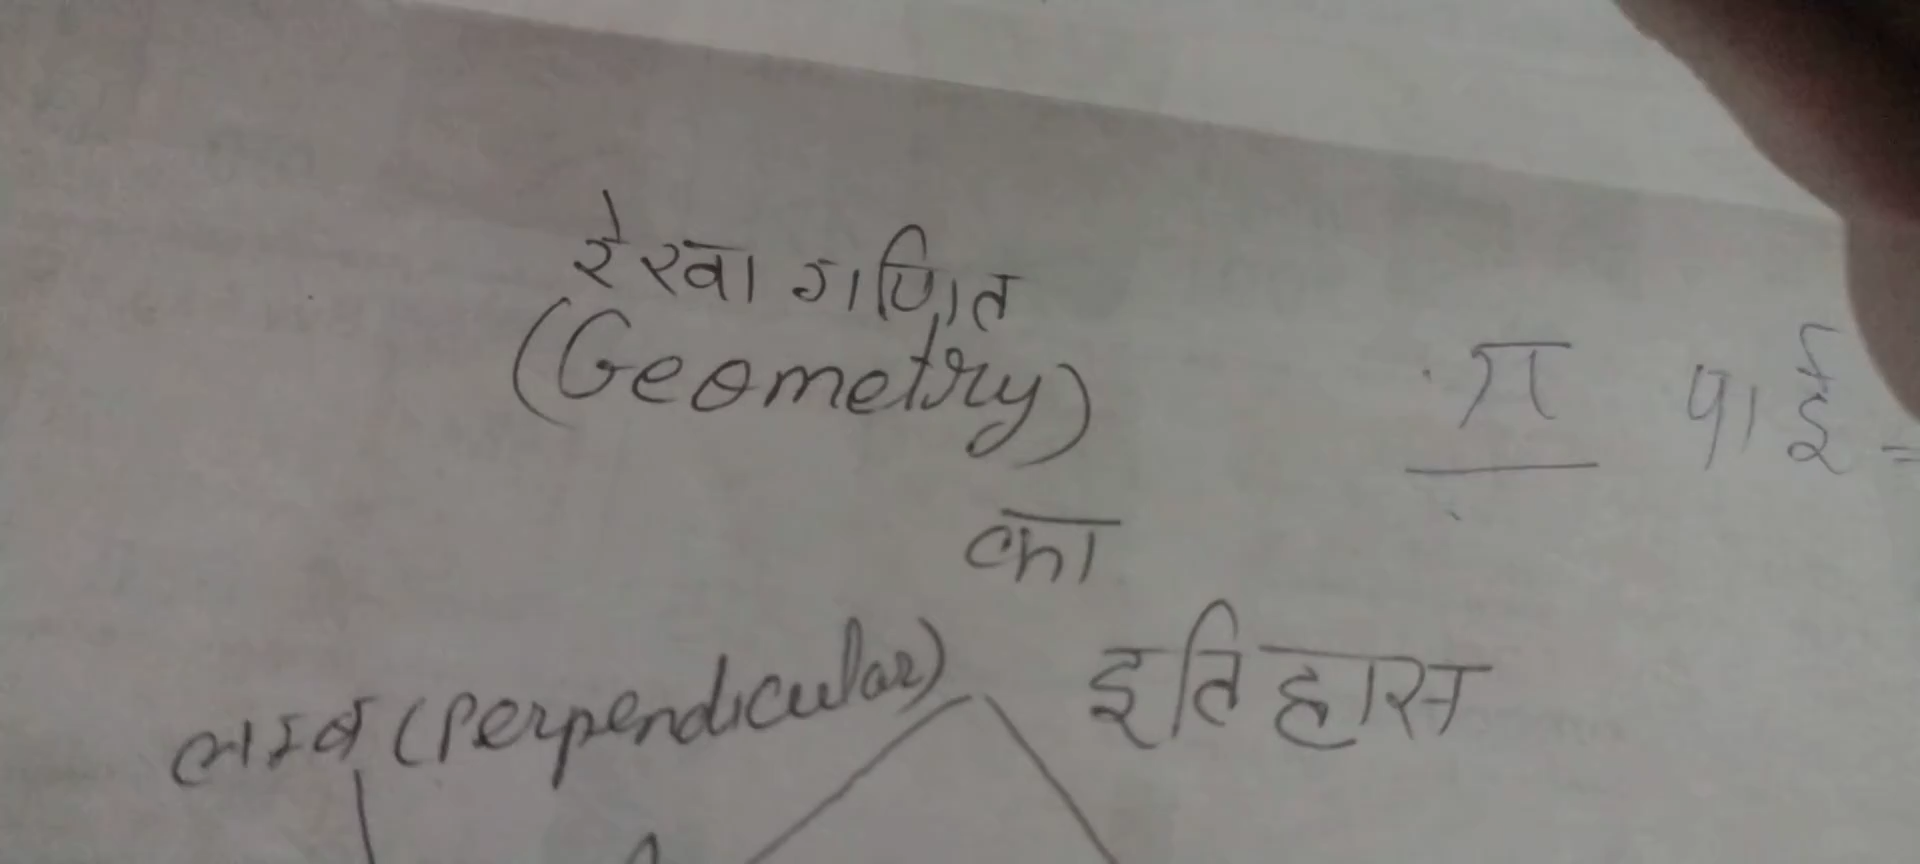 रेखा गणित
(Geometry)
π पाई =
का
इतिहास
लम्ब (Perpendicular)